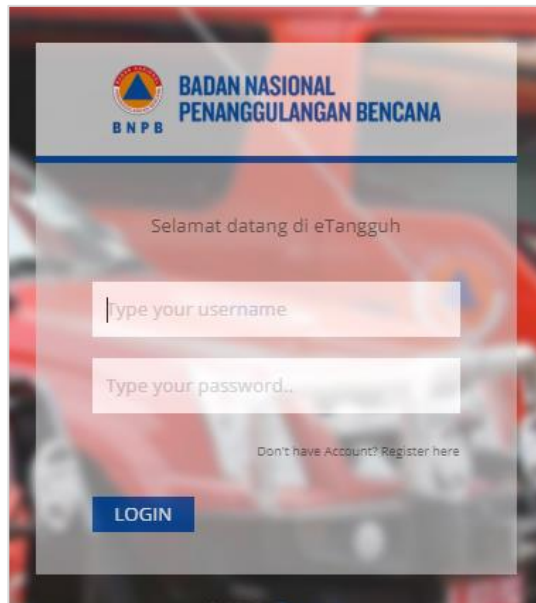 BNPB
BADAN NASIONAL
PENANGGULANGAN BENCANA
Selamat datang di eTangguh
Type your username
Type your password..
Don't have Account? Register here
LOGIN